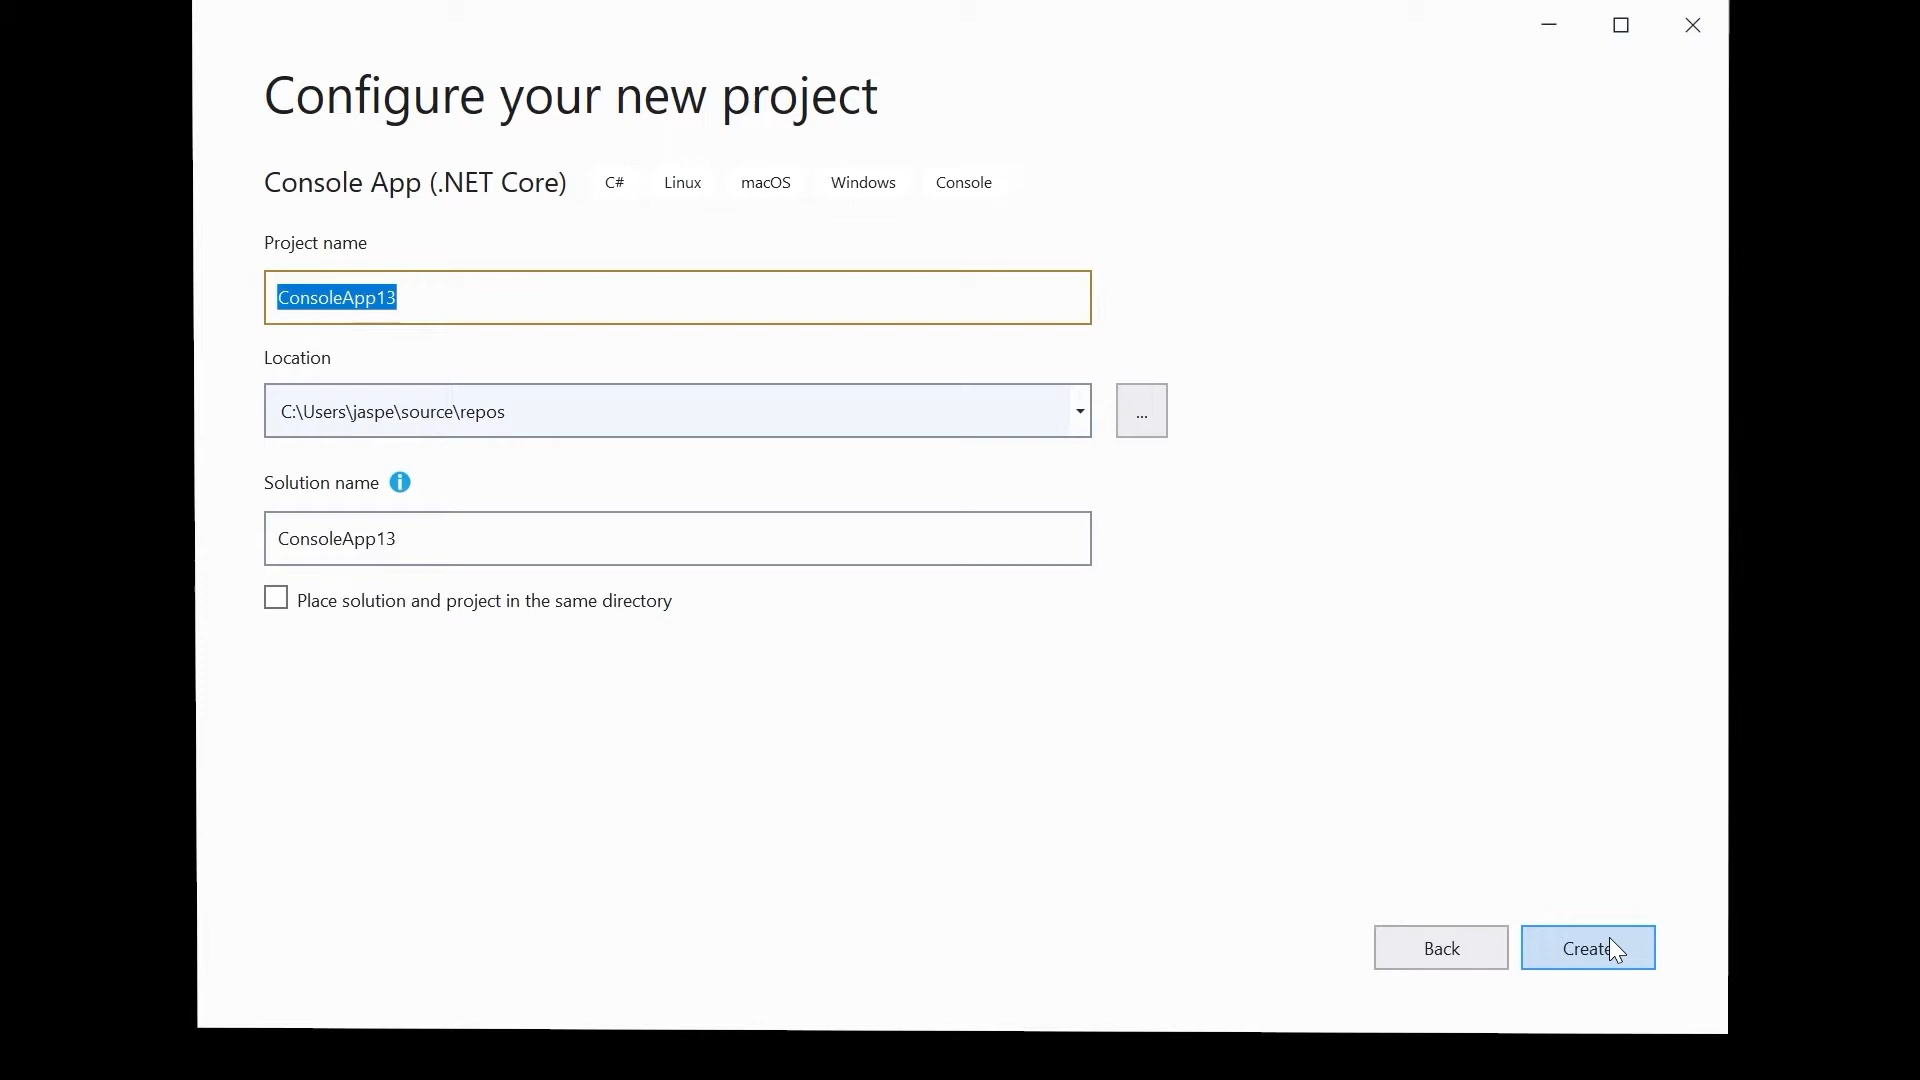 Configure your new project
Console App (.NET Core) C# Linux macOS Windows Console
Project name
ConsoleApp13
Location
C:\Users\jaspe\source\repos
...
Solution name
ConsoleApp13
Place solution and project in the same directory
Back Create